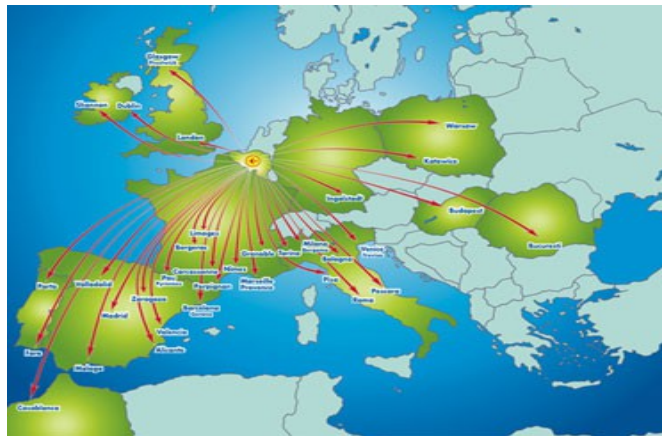 Glasgow
Prestwick
Shannon
Dublin
London
Warsaw
Katowice
Ingolstadt
Budapest
Bucuresti
Limoges
Bergerac
Carcassonne
Nimes
Grenoble
Torino
Milano
Bergamo
Bologna
Venice
Treviso
Porto
Valladolid
Pau
Pyrenees
Perpignan
Marseille
Provence
Pisa
Zaragoza
Roma
Pescara
Madrid
Barcelona
Valencia
Faro
Malaga
Alicante
Casablanca